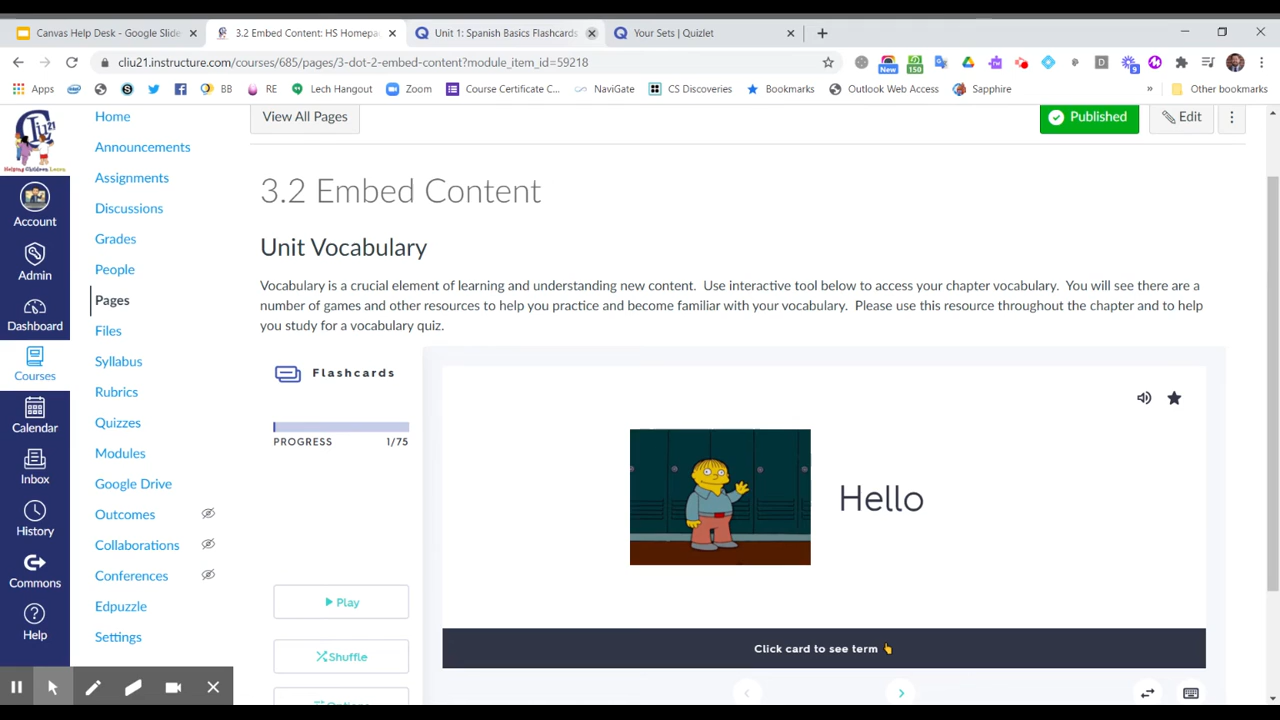 Canvas Help Desk - Google Slide
3.2 Embed Content: HS Homepa
Unit 1: Spanish Basics Flashcards
Your Sets | Quizlet
cliu21.instructure.com/courses/685/pages/3-dot-2-embed-content?module_item_id=59218
New
150
9
Apps
BB
RE
Lech Hangout
Zoom
Course Certificate C...
NaviGate
CS Discoveries
Bookmarks
Outlook Web Access
Sapphire
»
Other bookmarks
Cliu21
Helping Children Learn
Account
Admin
Dashboard
Courses
Calendar
Inbox
History
Commons
Help
Home
Announcements
Assignments
Discussions
Grades
People
Pages
Files
Syllabus
Rubrics
Quizzes
Modules
Google Drive
Outcomes
Collaborations
Conferences
Edpuzzle
Settings
View All Pages
Published
Edit
3.2 Embed Content
Unit Vocabulary
Vocabulary is a crucial element of learning and understanding new content. Use interactive tool below to access your chapter vocabulary. You will see there are a
number of games and other resources to help you practice and become familiar with your vocabulary. Please use this resource throughout the chapter and to help
you study for a vocabulary quiz.
Flashcards
PROGRESS 1/75
Hello
Play
Shuffle
Options
Click card to see term